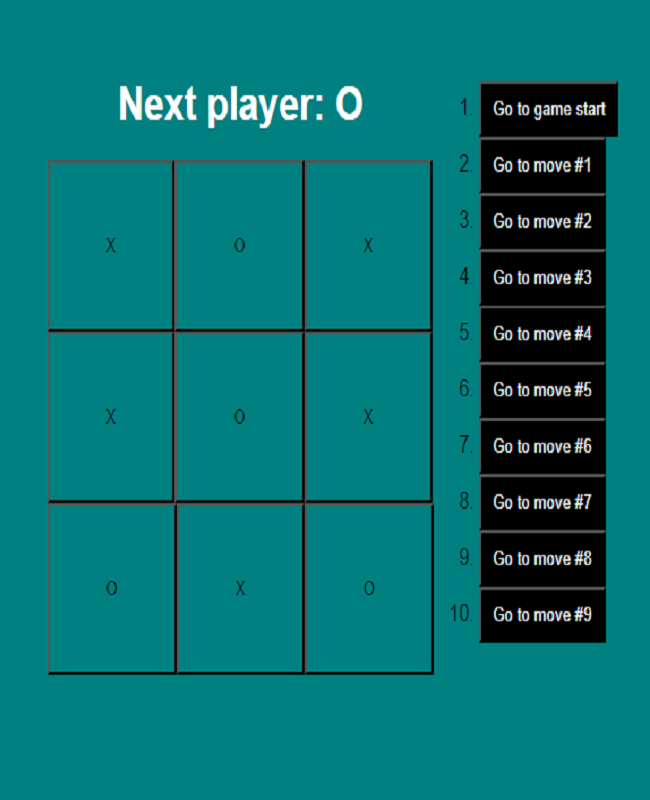 Next player: O
X O X
X O X
O X O
1. Go to game start
2. Go to move #1
3. Go to move #2
4. Go to move #3
5. Go to move #4
6. Go to move #5
7. Go to move #6
8. Go to move #7
9. Go to move #8
10. Go to move #9